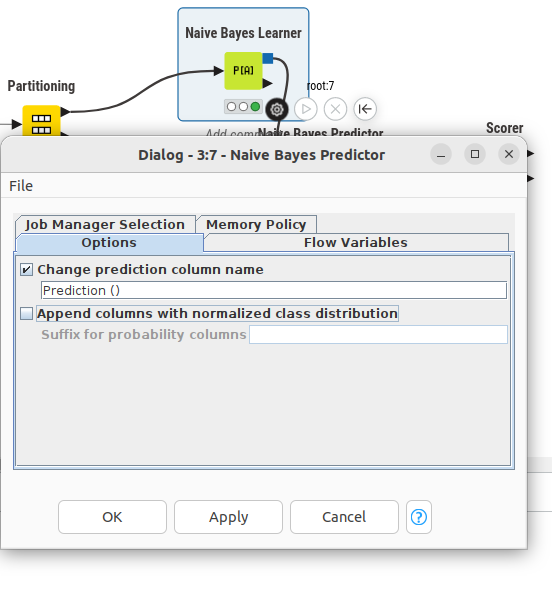 Naive Bayes Learner
Partitioning
P[A]
root:7
Add com
Naive Bayes Predictor
Scorer
Dialog - 3:7 - Naive Bayes Predictor
File
Job Manager Selection
Memory Policy
Options
Flow Variables
Change prediction column name
Prediction ()
Append columns with normalized class distribution
Suffix for probability columns
OK
Apply
Cancel
?